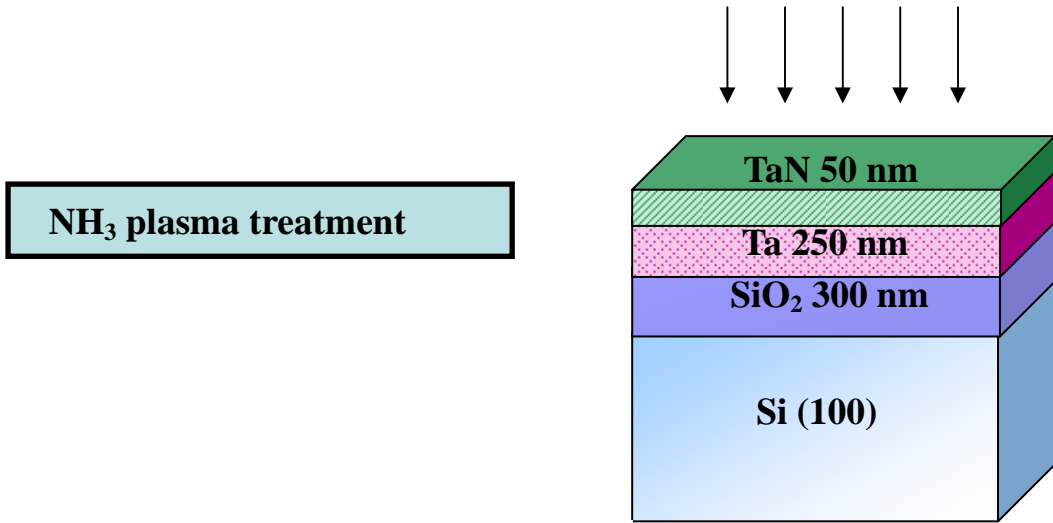 NH₃ plasma treatment
TaN 50 nm
Ta 250 nm
SiO₂ 300 nm
Si (100)